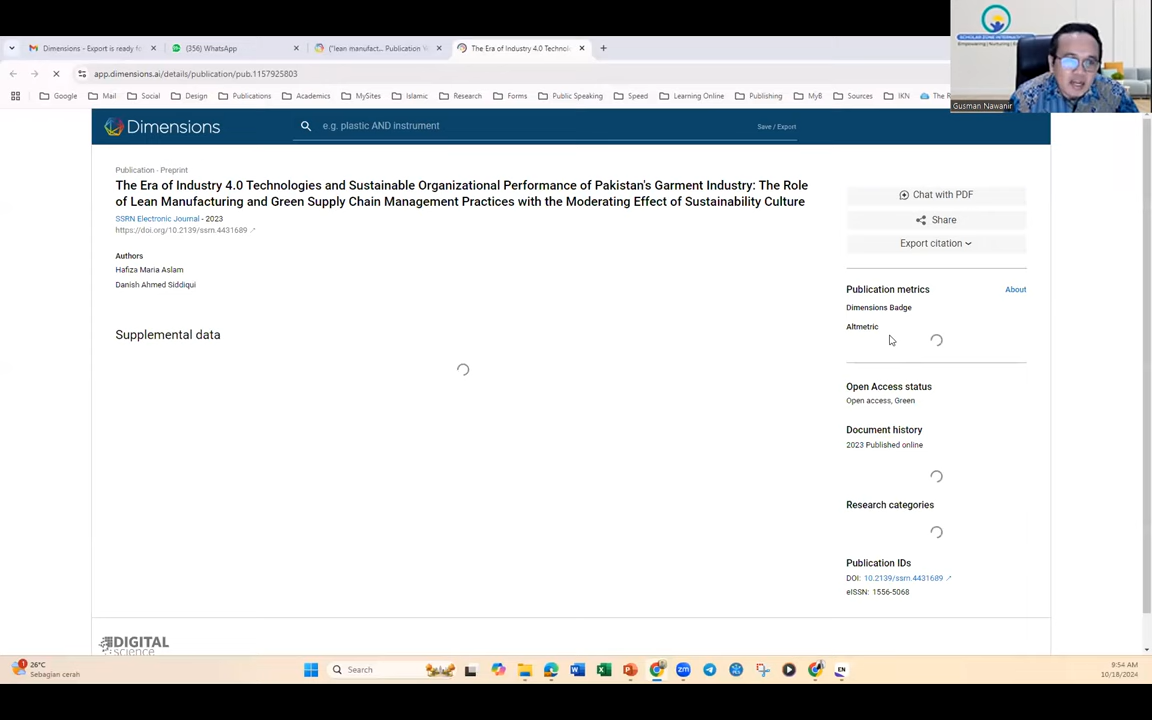 Dimensions - Export is ready f
(356) WhatsApp
("lean manufact... Publication Y
The Era of Industry 4.0 Technolo
app.dimensions.ai/details/publication/pub.1157925803
Google
Mail
Social
Design
Publications
Academics
MySites
Islamic
Research
Forms
Public Speaking
Speed
Learning Online
Publishing
MyB
Sources
IKN
The R
Gusman Nawanir
Dimensions
e.g. plastic AND instrument
Save / Export
Publication - Preprint
The Era of Industry 4.0 Technologies and Sustainable Organizational Performance of Pakistan's Garment Industry: The Role
of Lean Manufacturing and Green Supply Chain Management Practices with the Moderating Effect of Sustainability Culture
SSRN Electronic Journal - 2023
https://doi.org/10.2139/ssrn.4431689
Authors
Hafiza Maria Aslam
Danish Ahmed Siddiqui
Supplemental data
Chat with PDF
Share
Export citation
Publication metrics
About
Dimensions Badge
Altmetric
Open Access status
Open access, Green
Document history
2023 Published online
Research categories
Publication IDs
DOI: 10.2139/ssrn.4431689
eISSN: 1556-5068
DIGITAL
science
1
26°C
Sebagian cerah
Search
EN
9:54 AM
10/18/2024